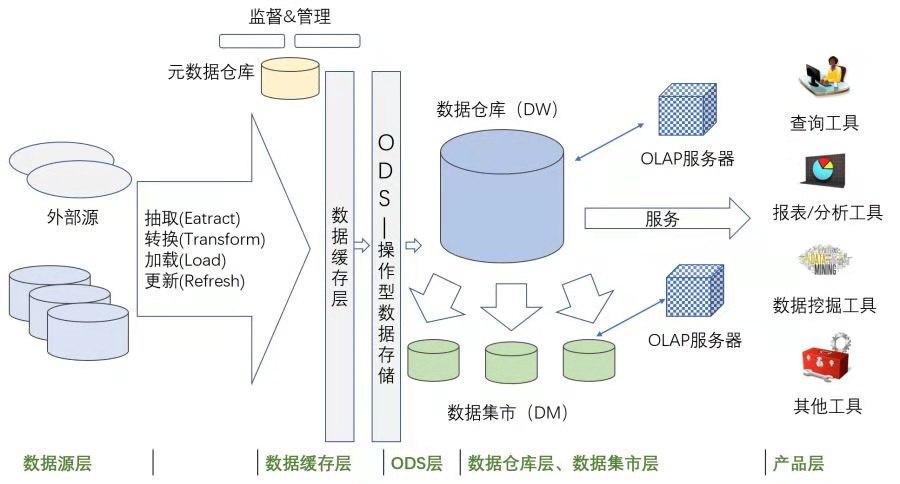 监督&管理
元数据仓库
外部源
抽取(Eatract)
转换(Transform)
加载(Load)
更新(Refresh)
数据缓存层
ODS—操作型数据存储
数据仓库（DW）
OLAP服务器
服务
OLAP服务器
数据集市（DM）
查询工具
报表/分析工具
DATA
MINING
数据挖掘工具
其他工具
数据源层
数据缓存层
ODS层
数据仓库层、数据集市层
产品层